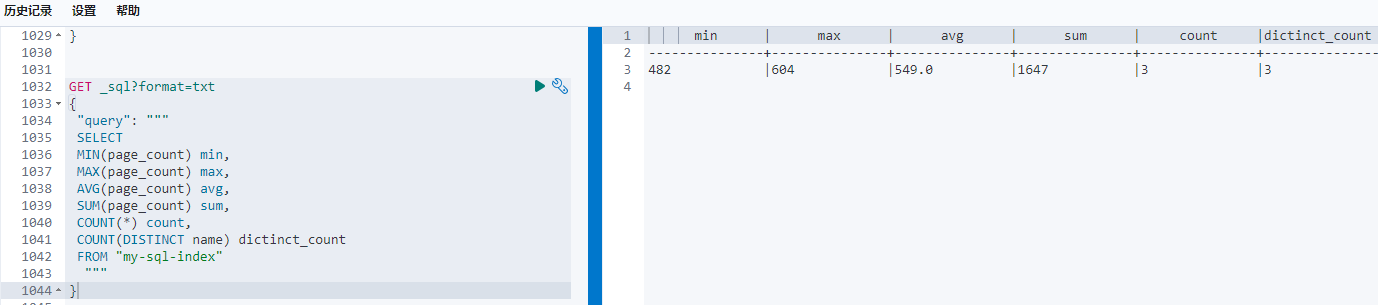 历史记录 设置 帮助
1029 }
1030
1031
1032 GET _sql?format=txt
1033 {
1034 "query": """
1035 SELECT
1036 MIN(page_count) min,
1037 MAX(page_count) max,
1038 AVG(page_count) avg,
1039 SUM(page_count) sum,
1040 COUNT(*) count,
1041 COUNT(DISTINCT name) dictinct_count
1042 FROM "my-sql-index"
1043 """
1044 }
1 min | max | avg | sum | count |dictinct_count
2 ---------------+---------------+---------------+---------------+---------------+---------------
3 482 |604 |549.0 |1647 |3 |3
4